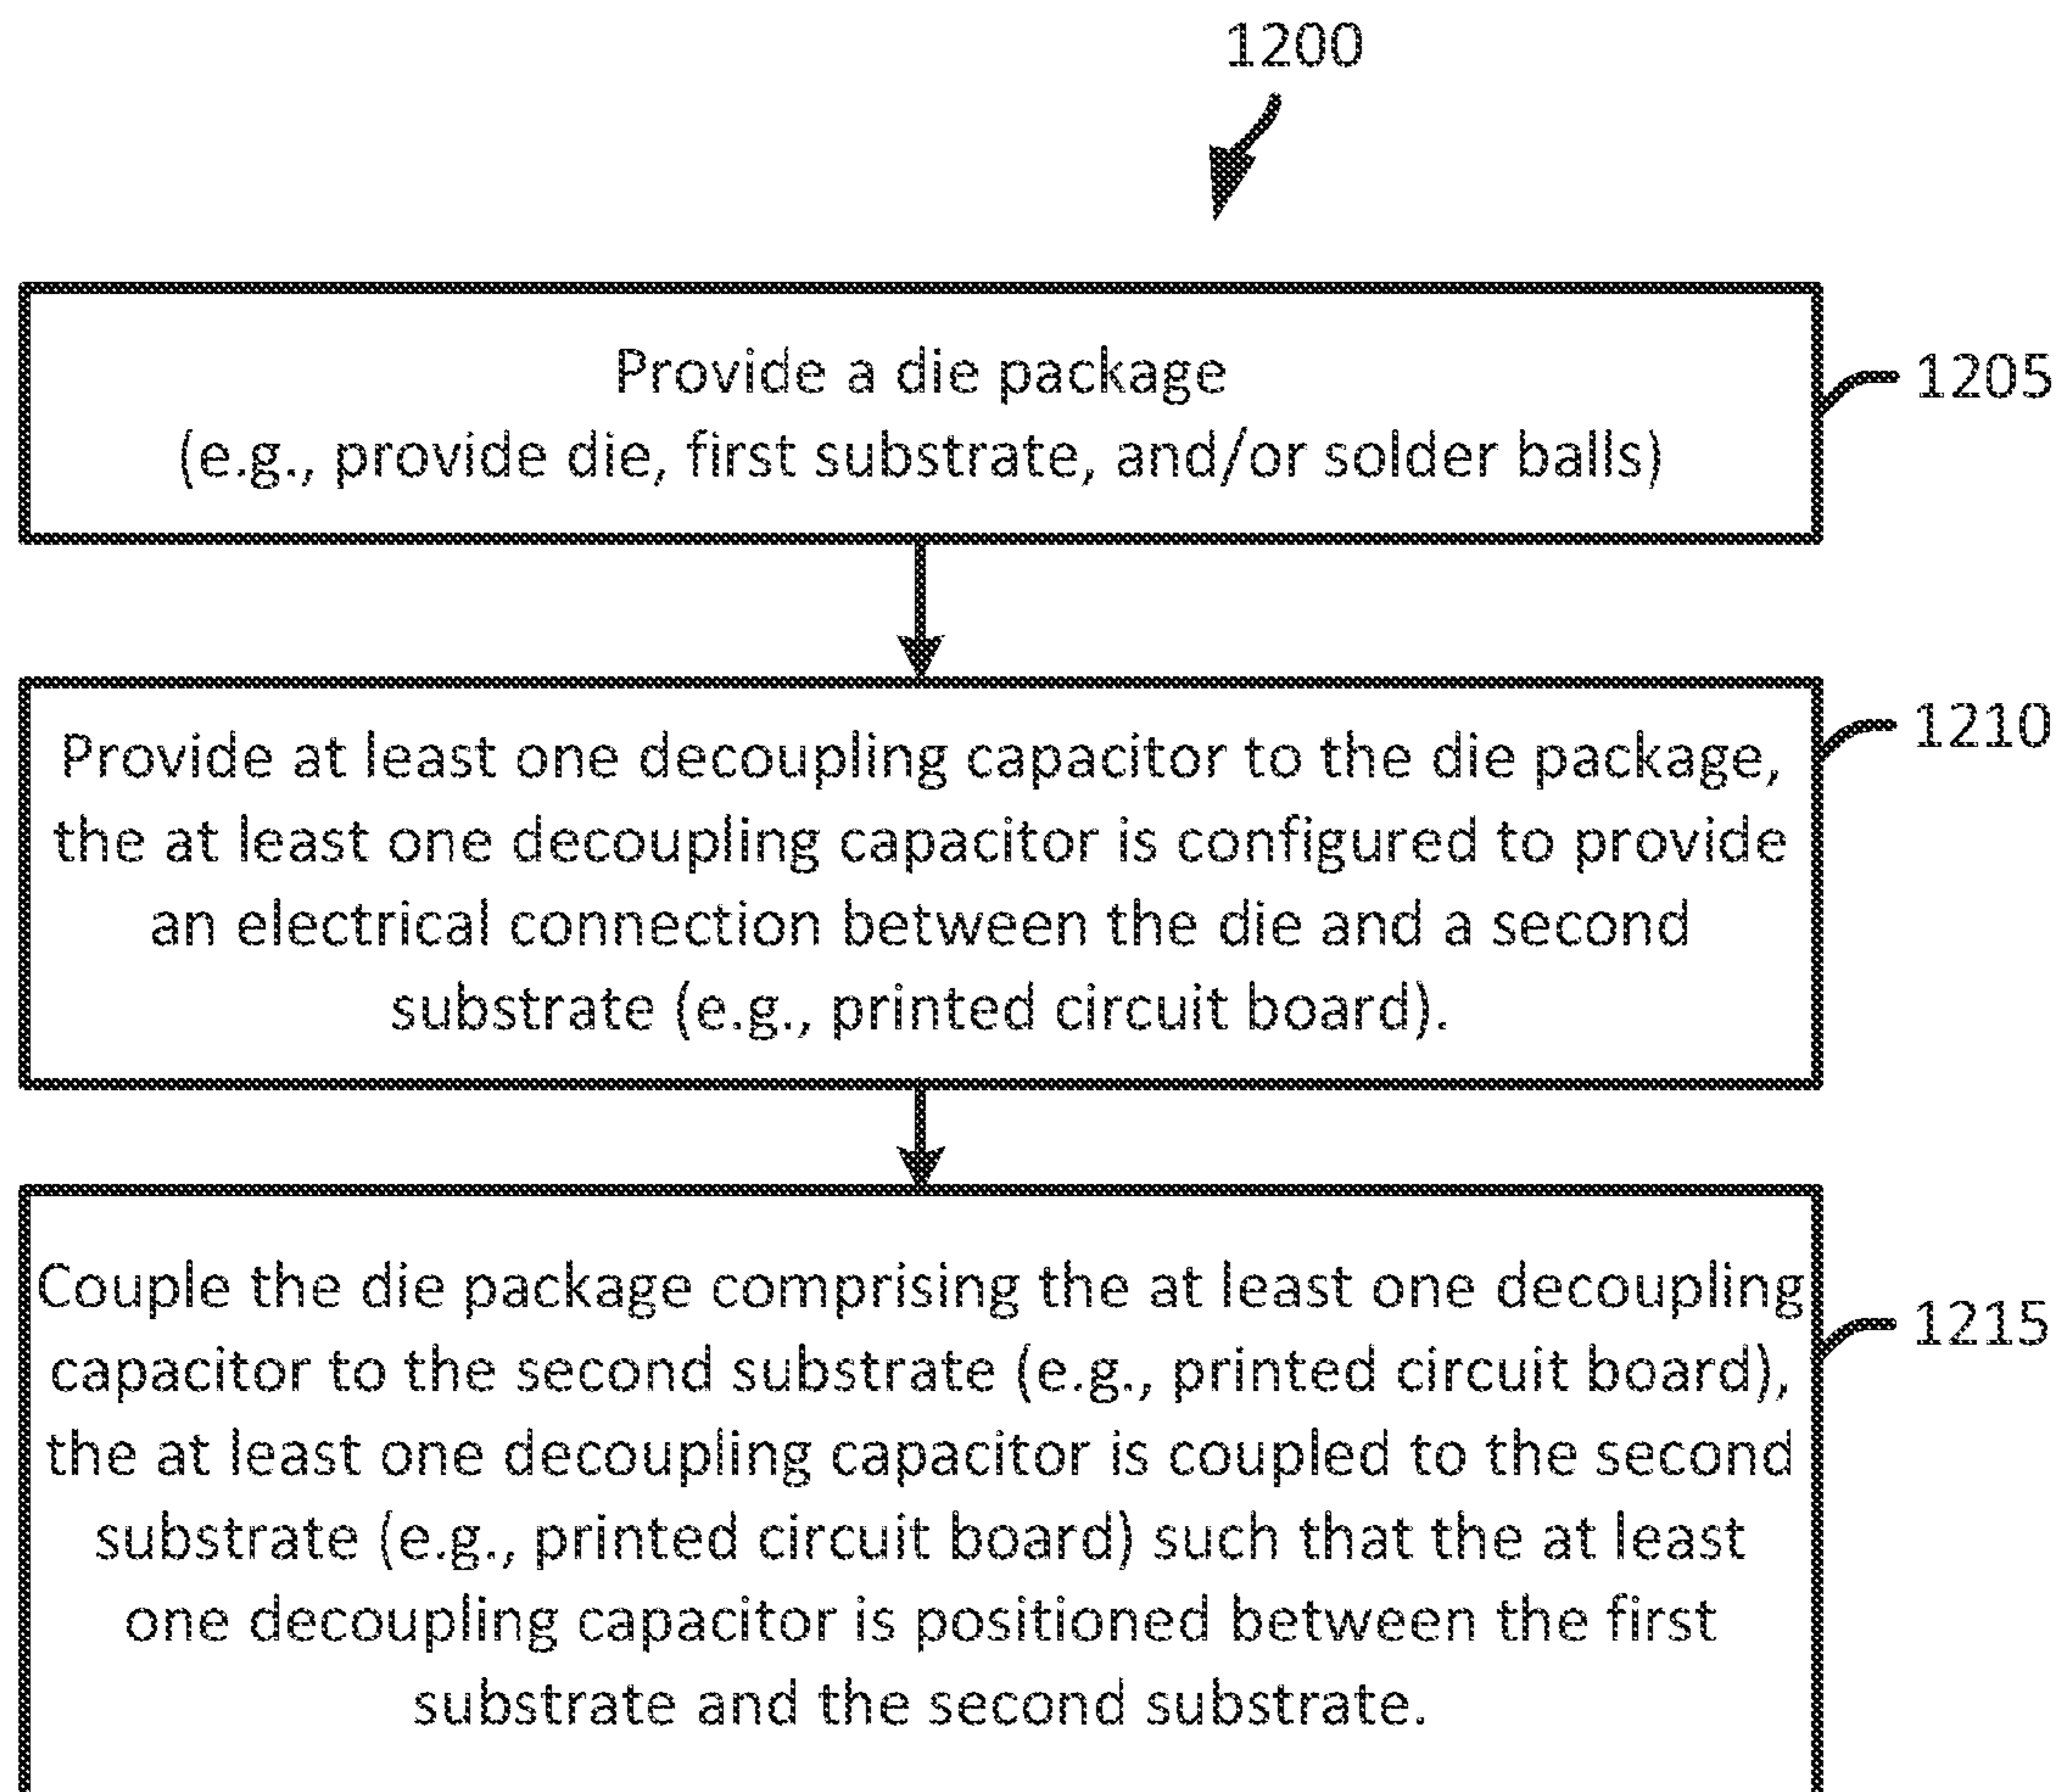 1200
Provide a die package
(e.g., provide die, first substrate, and/or solder balls)
1205
Provide at least one decoupling capacitor to the die package,
the at least one decoupling capacitor is configured to provide
an electrical connection between the die and a second
substrate (e.g., printed circuit board).
1210
Couple the die package comprising the at least one decoupling
capacitor to the second substrate (e.g., printed circuit board),
the at least one decoupling capacitor is coupled to the second
substrate (e.g., printed circuit board) such that the at least
one decoupling capacitor is positioned between the first
substrate and the second substrate.
1215